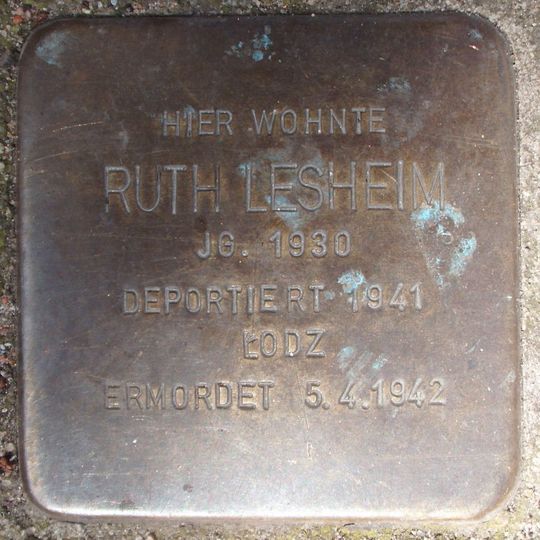 HIER WOHNTE
RUTH LESHEIM
JG. 1930
DEPORTIERT 1941
ŁODZ
ERMORDET 5.4.1942